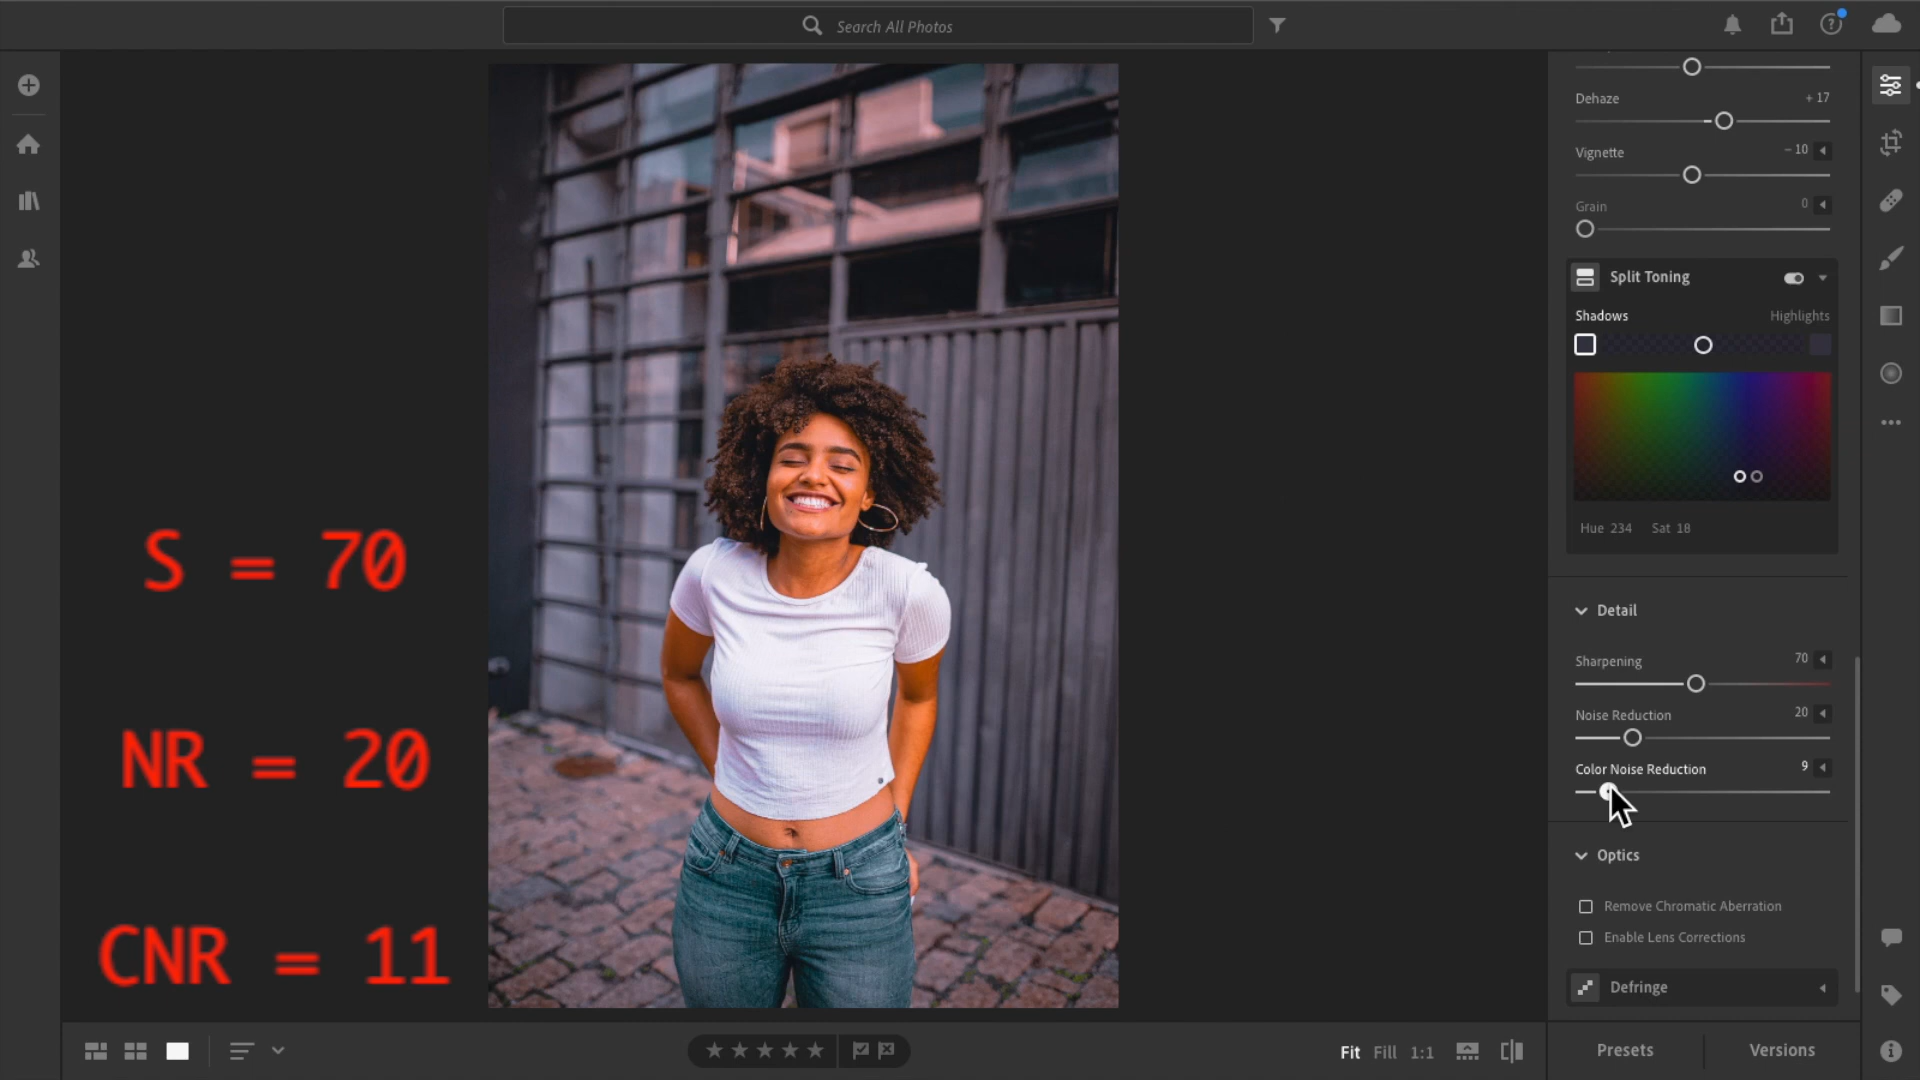 Search All Photos
Dehaze + 17
Vignette − 10
Grain 0
Split Toning
Shadows Highlights
Hue 234 Sat 18
Detail
Sharpening 70
Noise Reduction 20
Color Noise Reduction 9
Optics
Remove Chromatic Aberration
Enable Lens Corrections
Defringe
S = 70
NR = 20
CNR = 11
Fit Fill 1:1
Presets Versions